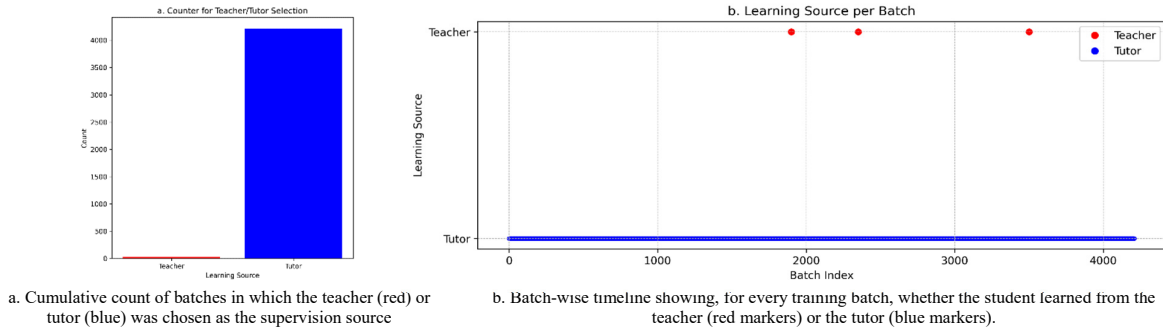 a. Counter for Teacher/Tutor Selection
4000
3500
3000
2500
2000
1500
1000
500
0
Count
Teacher
Tutor
Learning Source
b. Learning Source per Batch
Teacher
Tutor
Learning Source
Teacher
Tutor
0
1000
2000
3000
4000
Batch Index
a. Cumulative count of batches in which the teacher (red) or
tutor (blue) was chosen as the supervision source
b. Batch-wise timeline showing, for every training batch, whether the student learned from the
teacher (red markers) or the tutor (blue markers).